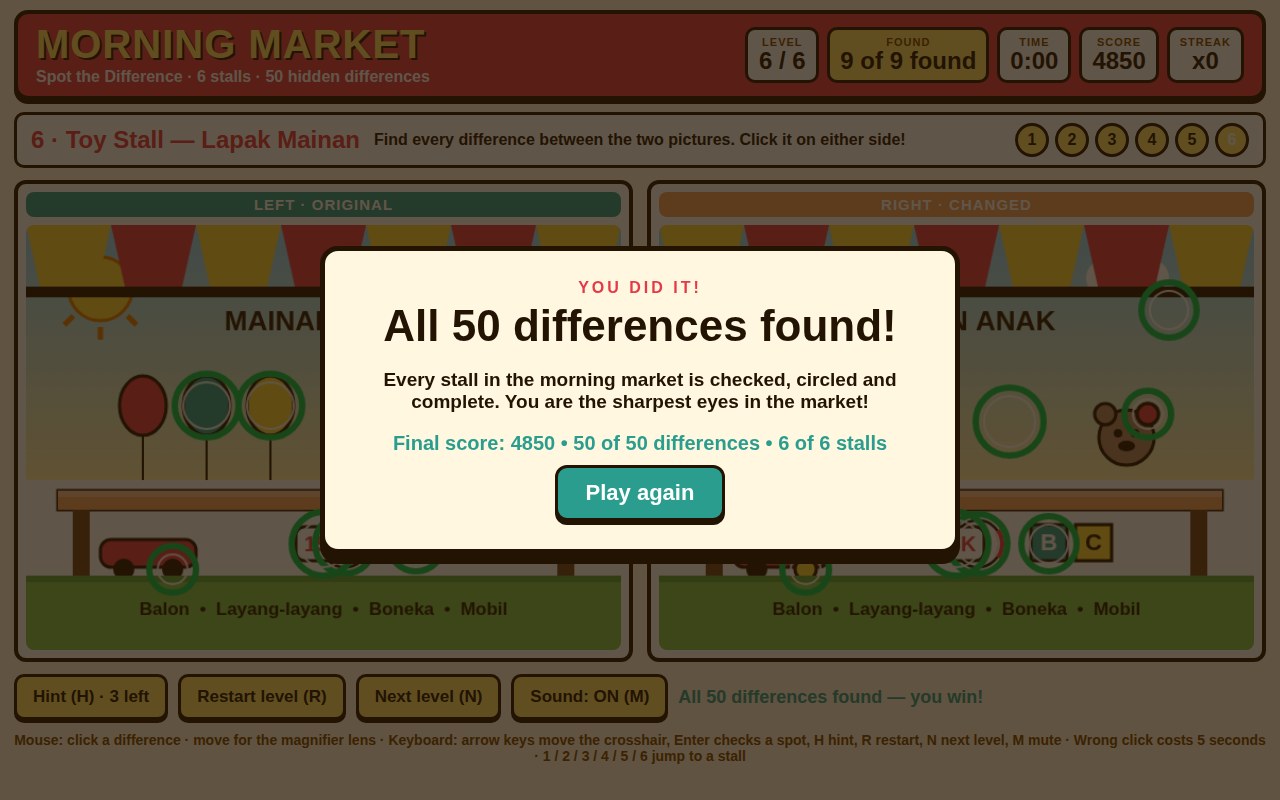 MORNING MARKET
Spot the Difference · 6 stalls · 50 hidden differences
LEVEL
6 / 6
FOUND
9 of 9 found
TIME
0:00
SCORE
4850
STREAK
x0
6 · Toy Stall — Lapak Mainan
Find every difference between the two pictures. Click it on either side!
1 2 3 4 5 6
LEFT · ORIGINAL
RIGHT · CHANGED
ANAK
YOU DID IT!
All 50 differences found!
Every stall in the morning market is checked, circled and
complete. You are the sharpest eyes in the market!
Final score: 4850 • 50 of 50 differences • 6 of 6 stalls
Play again
K
B
C
Balon • Layang-layang • Boneka • Mobil
Balon • Layang-layang • Boneka • Mobil
Hint (H) · 3 left
Restart level (R)
Next level (N)
Sound: ON (M)
All 50 differences found — you win!
Mouse: click a difference · move for the magnifier lens · Keyboard: arrow keys move the crosshair, Enter checks a spot, H hint, R restart, N next level, M mute · Wrong click costs 5 seconds
· 1 / 2 / 3 / 4 / 5 / 6 jump to a stall